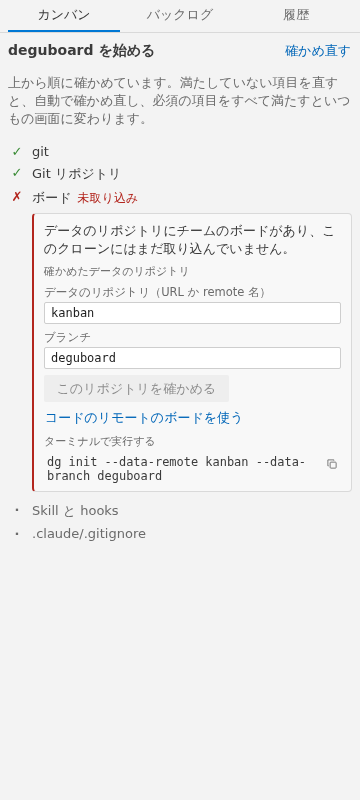 カンバン バックログ 履歴
deguboard を始める 確かめ直す
上から順に確かめています。満たしていない項目を直す
と、自動で確かめ直し、必須の項目をすべて満たすといつ
もの画面に変わります。
✓ git
✓ Git リポジトリ
✗ ボード 未取り込み
データのリポジトリにチームのボードがあり、こ
のクローンにはまだ取り込んでいません。
確かめたデータのリポジトリ
データのリポジトリ（URL か remote 名）
kanban
ブランチ
deguboard
このリポジトリを確かめる
コードのリモートのボードを使う
ターミナルで実行する
dg init --data-remote kanban --data-
branch deguboard
・ Skill と hooks
・ .claude/.gitignore